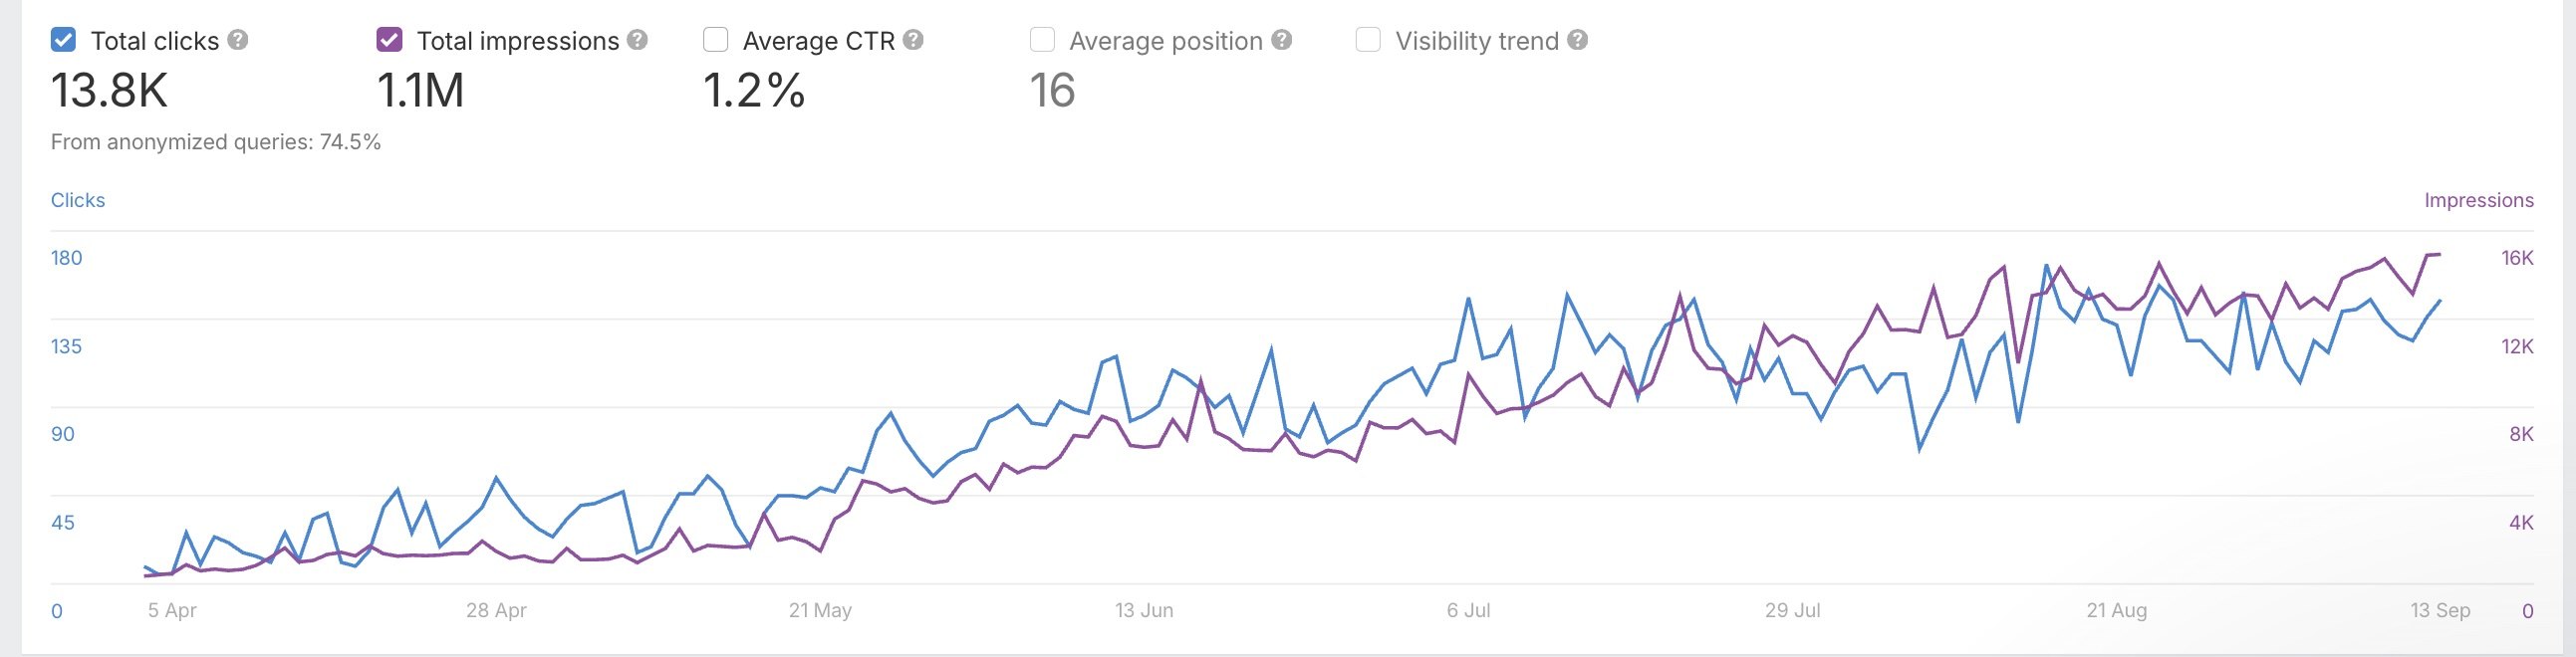 Total clicks ? Total impressions ? Average CTR ? Average position ? Visibility trend ?
13.8K 1.1M 1.2% 16
From anonymized queries: 74.5%
Clicks Impressions
180 16K
135 12K
90 8K
45 4K
0 5 Apr 28 Apr 21 May 13 Jun 6 Jul 29 Jul 21 Aug 13 Sep 0